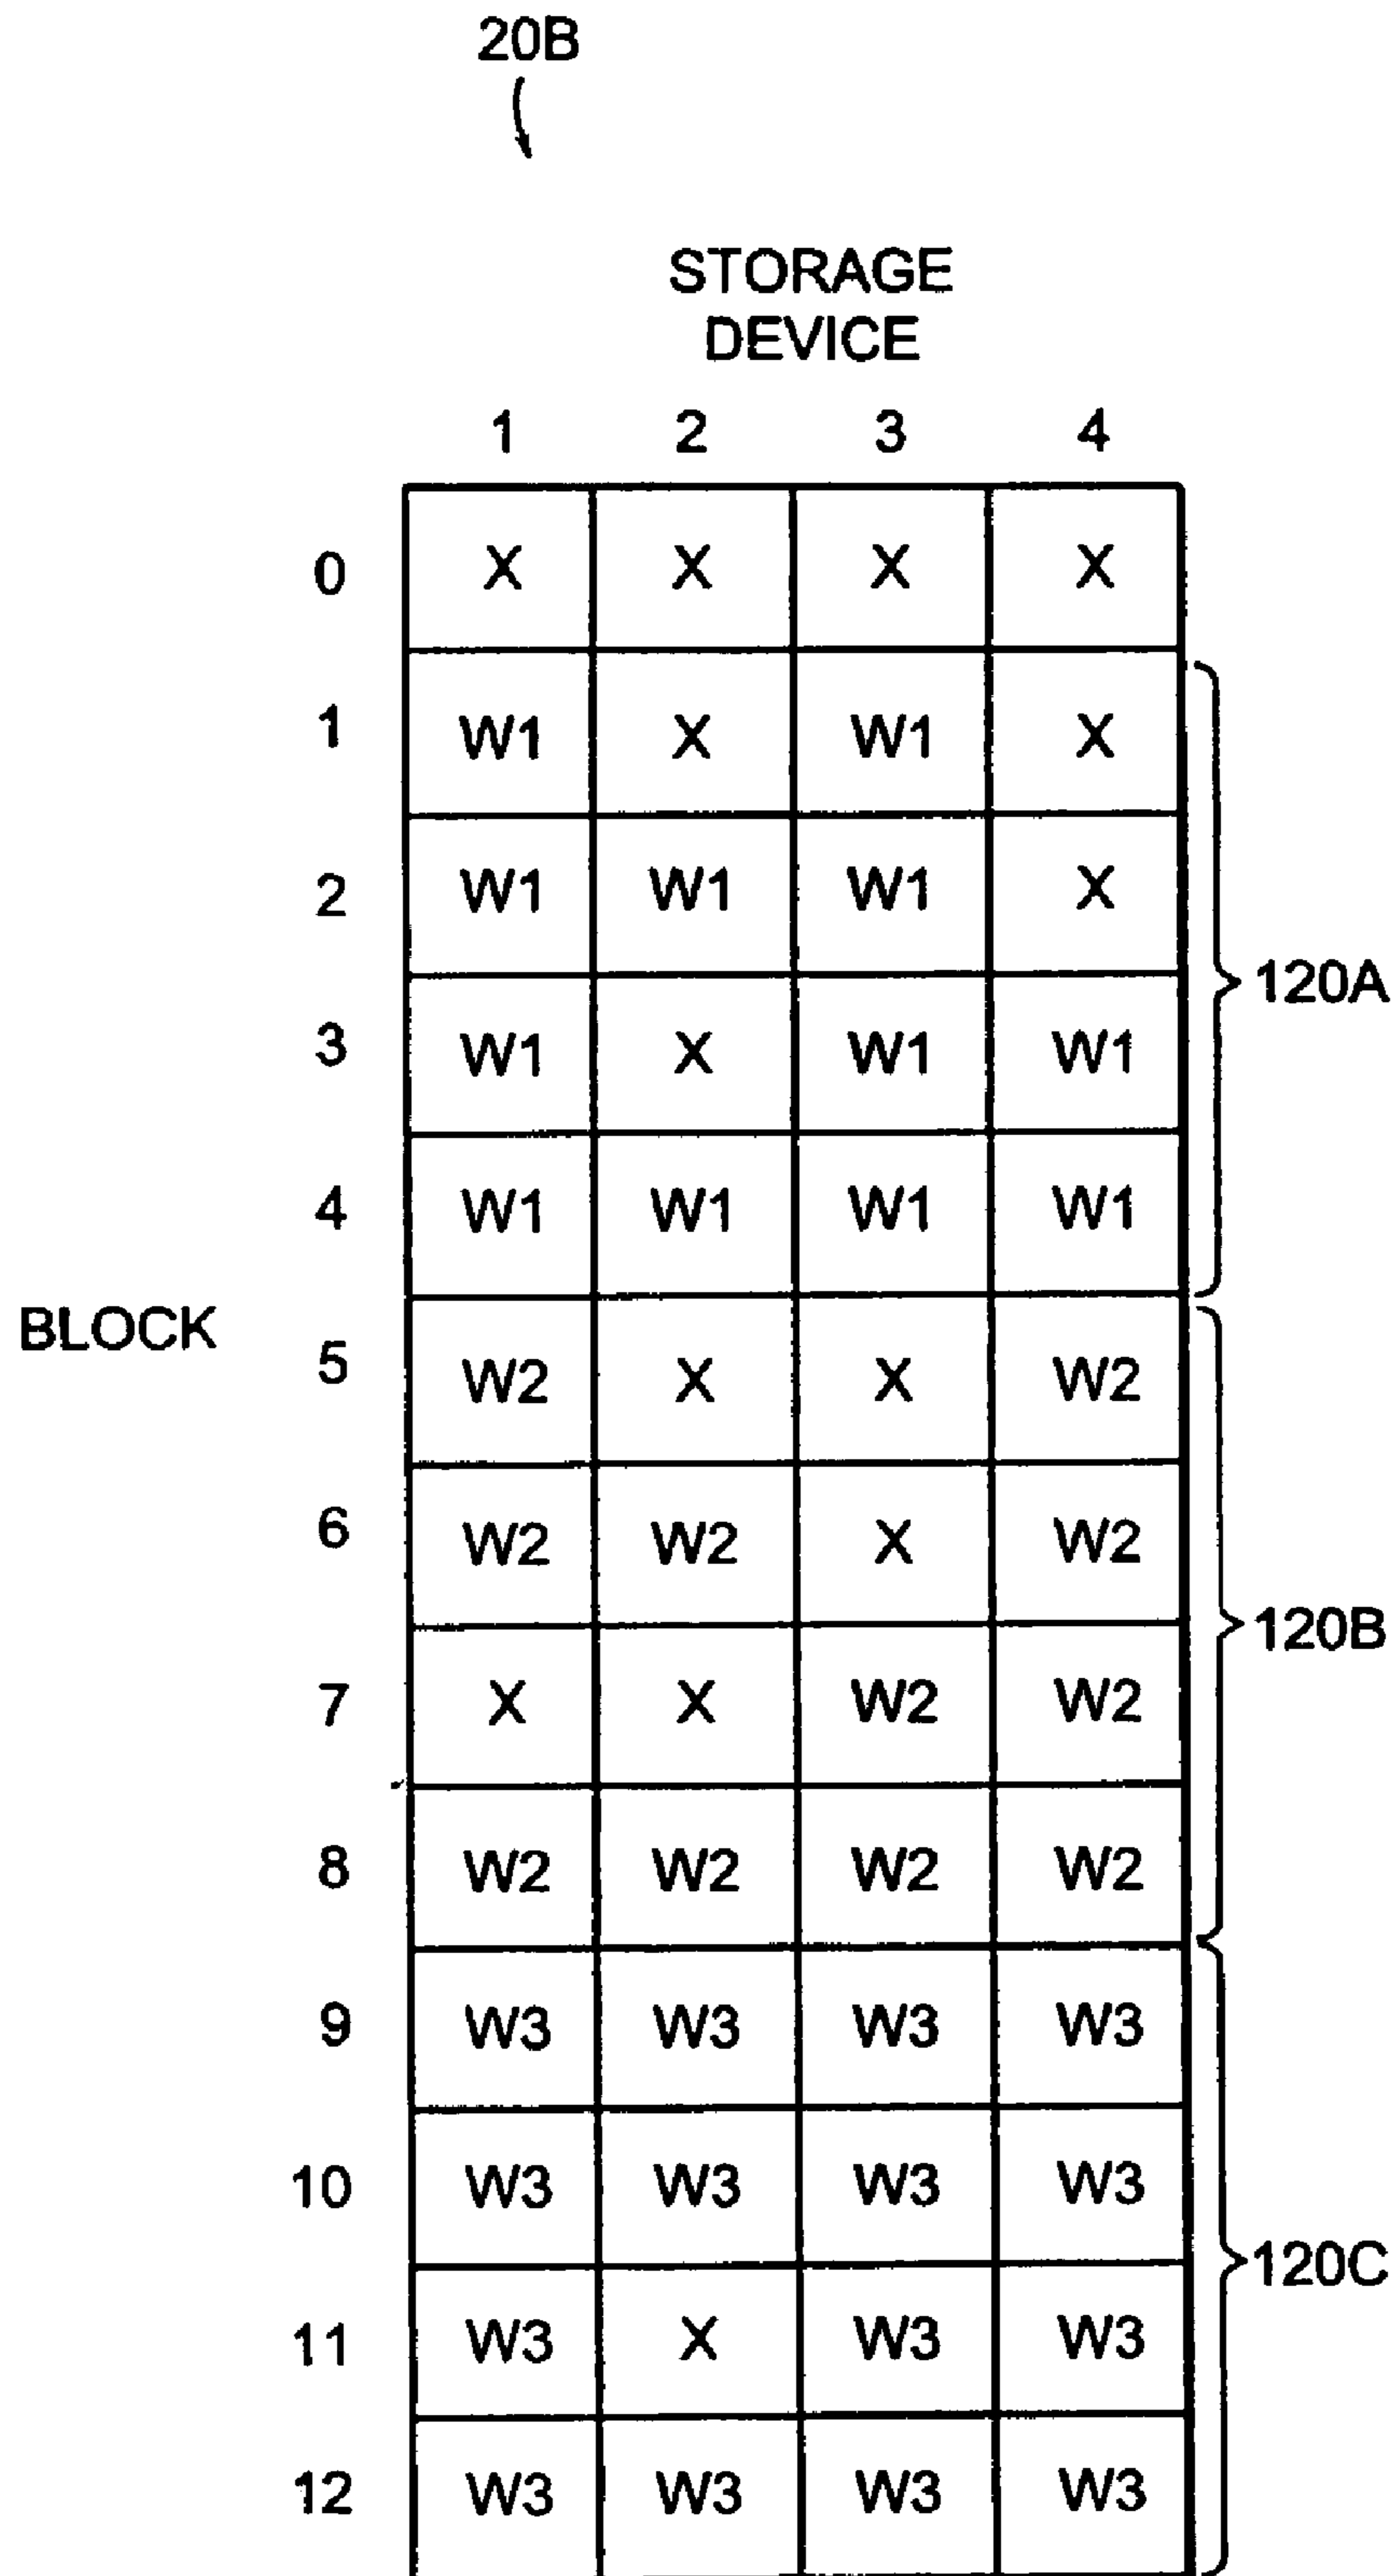 20B
STORAGE
DEVICE
1 2 3 4
0 X X X X
1 W1 X W1 X
2 W1 W1 W1 X
120A
3 W1 X W1 W1
4 W1 W1 W1 W1
BLOCK
5 W2 X X W2
6 W2 W2 X W2
120B
7 X X W2 W2
8 W2 W2 W2 W2
9 W3 W3 W3 W3
10 W3 W3 W3 W3
120C
11 W3 X W3 W3
12 W3 W3 W3 W3